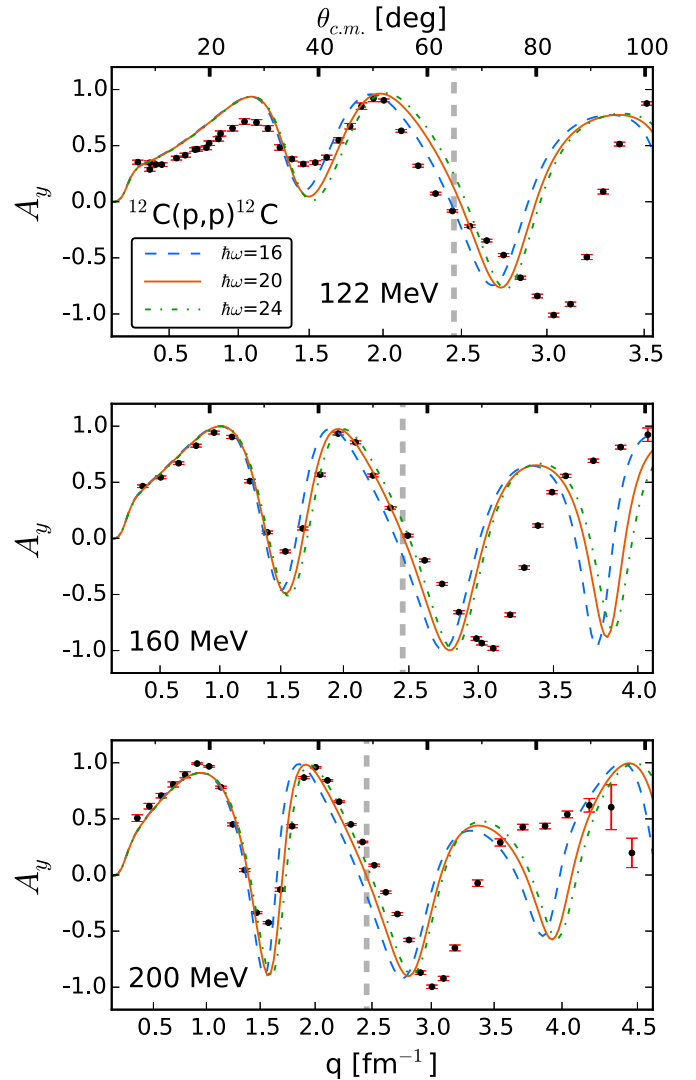 θc.m. [deg]
20 40 60 80 100
1.0
0.5
0.0
-0.5
-1.0
Ay
12C(p,p)12C
ħω=16
ħω=20
ħω=24
122 MeV
0.5 1.0 1.5 2.0 2.5 3.0 3.5
1.0
0.5
0.0
-0.5
-1.0
Ay
160 MeV
0.5 1.0 1.5 2.0 2.5 3.0 3.5 4.0
1.0
0.5
0.0
-0.5
-1.0
Ay
200 MeV
0.5 1.0 1.5 2.0 2.5 3.0 3.5 4.0 4.5
q [fm−1]